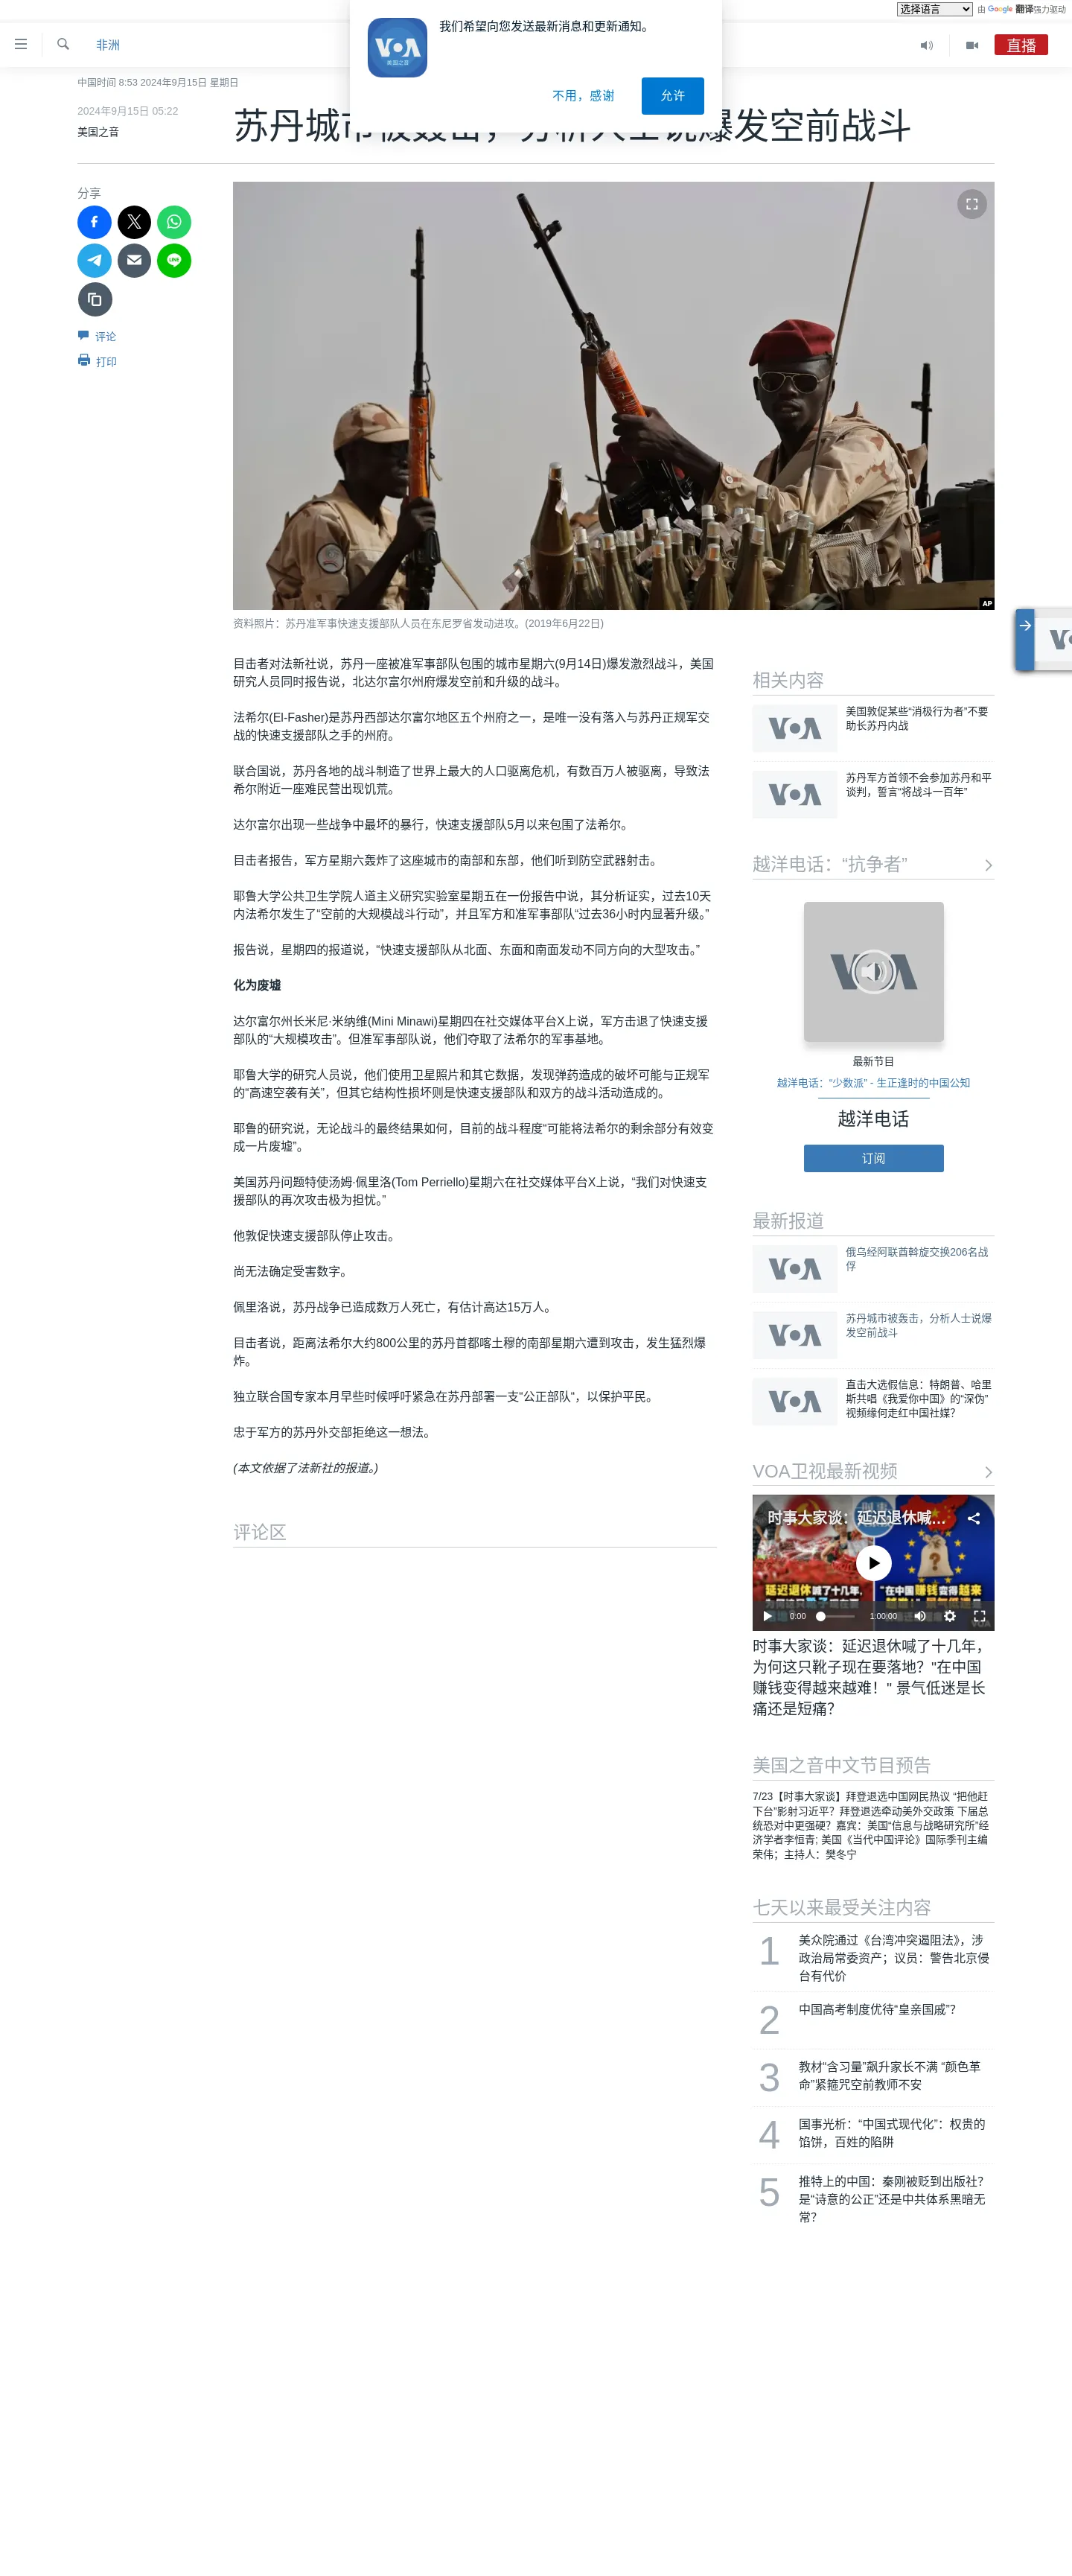 选择语言
由 Google 翻译强力驱动
我们希望向您发送最新消息和更新通知。
VOA
美国之音
不用，感谢
允许
非洲
直播
中国时间 8:53 2024年9月15日 星期日
2024年9月15日 05:22
美国之音
苏丹城市被轰击，分析人士说爆发空前战斗
分享
评论
打印
AP
资料照片：苏丹准军事快速支援部队人员在东尼罗省发动进攻。(2019年6月22日)
目击者对法新社说，苏丹一座被准军事部队包围的城市星期六(9月14日)爆发激烈战斗，美国
研究人员同时报告说，北达尔富尔州府爆发空前和升级的战斗。
法希尔(El-Fasher)是苏丹西部达尔富尔地区五个州府之一，是唯一没有落入与苏丹正规军交
战的快速支援部队之手的州府。
联合国说，苏丹各地的战斗制造了世界上最大的人口驱离危机，有数百万人被驱离，导致法
希尔附近一座难民营出现饥荒。
达尔富尔出现一些战争中最坏的暴行，快速支援部队5月以来包围了法希尔。
目击者报告，军方星期六轰炸了这座城市的南部和东部，他们听到防空武器射击。
耶鲁大学公共卫生学院人道主义研究实验室星期五在一份报告中说，其分析证实，过去10天
内法希尔发生了“空前的大规模战斗行动”，并且军方和准军事部队“过去36小时内显著升级。”
报告说，星期四的报道说，“快速支援部队从北面、东面和南面发动不同方向的大型攻击。”
化为废墟
达尔富尔州长米尼·米纳维(Mini Minawi)星期四在社交媒体平台X上说，军方击退了快速支援
部队的“大规模攻击”。但准军事部队说，他们夺取了法希尔的军事基地。
耶鲁大学的研究人员说，他们使用卫星照片和其它数据，发现弹药造成的破坏可能与正规军
的“高速空袭有关”，但其它结构性损坏则是快速支援部队和双方的战斗活动造成的。
耶鲁的研究说，无论战斗的最终结果如何，目前的战斗程度“可能将法希尔的剩余部分有效变
成一片废墟”。
美国苏丹问题特使汤姆·佩里洛(Tom Perriello)星期六在社交媒体平台X上说，“我们对快速支
援部队的再次攻击极为担忧。”
他敦促快速支援部队停止攻击。
尚无法确定受害数字。
佩里洛说，苏丹战争已造成数万人死亡，有估计高达15万人。
目击者说，距离法希尔大约800公里的苏丹首都喀土穆的南部星期六遭到攻击，发生猛烈爆
炸。
独立联合国专家本月早些时候呼吁紧急在苏丹部署一支“公正部队“，以保护平民。
忠于军方的苏丹外交部拒绝这一想法。
(本文依据了法新社的报道。)
评论区
相关内容
VOA
美国敦促某些“消极行为者”不要
助长苏丹内战
VOA
苏丹军方首领不会参加苏丹和平
谈判，誓言“将战斗一百年”
越洋电话：“抗争者”
VOA
最新节目
越洋电话：“少数派” - 生正逢时的中国公知
越洋电话
订阅
最新报道
VOA
俄乌经阿联酋斡旋交换206名战
俘
VOA
苏丹城市被轰击，分析人士说爆
发空前战斗
VOA
直击大选假信息：特朗普、哈里
斯共唱《我爱你中国》的“深伪”
视频缘何走红中国社媒？
VOA卫视最新视频
时事大家谈：延迟退休喊...
0:00
1:00:00
时事大家谈：延迟退休喊了十几年，
为何这只靴子现在要落地？"在中国
赚钱变得越来越难！" 景气低迷是长
痛还是短痛？
美国之音中文节目预告
7/23【时事大家谈】拜登退选中国网民热议 “把他赶
下台”影射习近平？拜登退选牵动美外交政策 下届总
统恐对中更强硬？嘉宾：美国“信息与战略研究所”经
济学者李恒青; 美国《当代中国评论》国际季刊主编
荣伟；主持人：樊冬宁
七天以来最受关注内容
1
美众院通过《台湾冲突遏阻法》，涉
政治局常委资产；议员：警告北京侵
台有代价
2
中国高考制度优待“皇亲国戚”？
3
教材“含习量”飙升家长不满 “颜色革
命”紧箍咒空前教师不安
4
国事光析：“中国式现代化”：权贵的
馅饼，百姓的陷阱
5
推特上的中国：秦刚被贬到出版社？
是“诗意的公正”还是中共体系黑暗无
常？